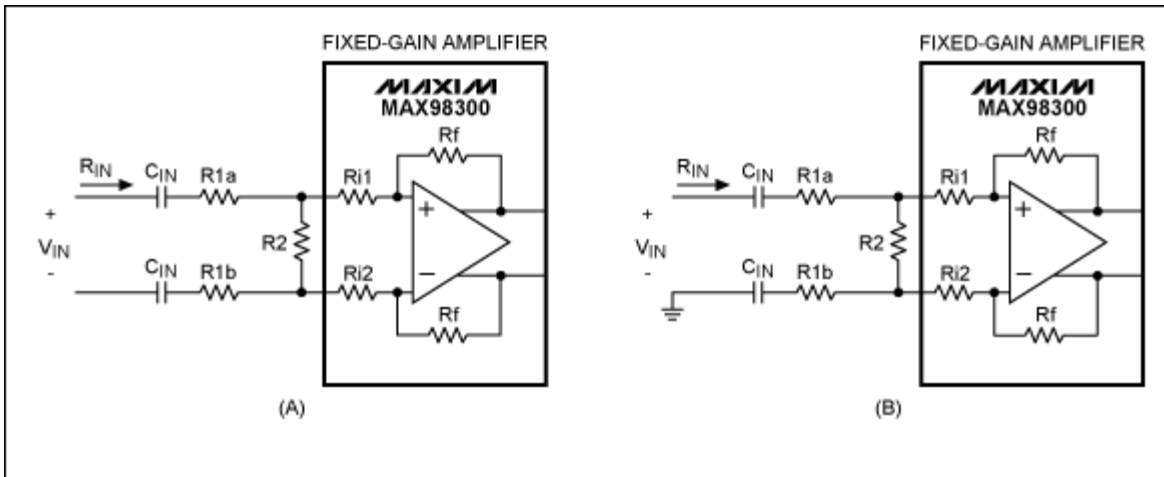 FIXED-GAIN AMPLIFIER
MAXIM
MAX98300
Rf
RIN
CIN
R1a
Ri1
+
+
VIN
R2
-
−
CIN
R1b
Ri2
Rf
(A)
FIXED-GAIN AMPLIFIER
MAXIM
MAX98300
Rf
RIN
CIN
R1a
Ri1
+
+
VIN
R2
-
−
CIN
R1b
Ri2
Rf
(B)